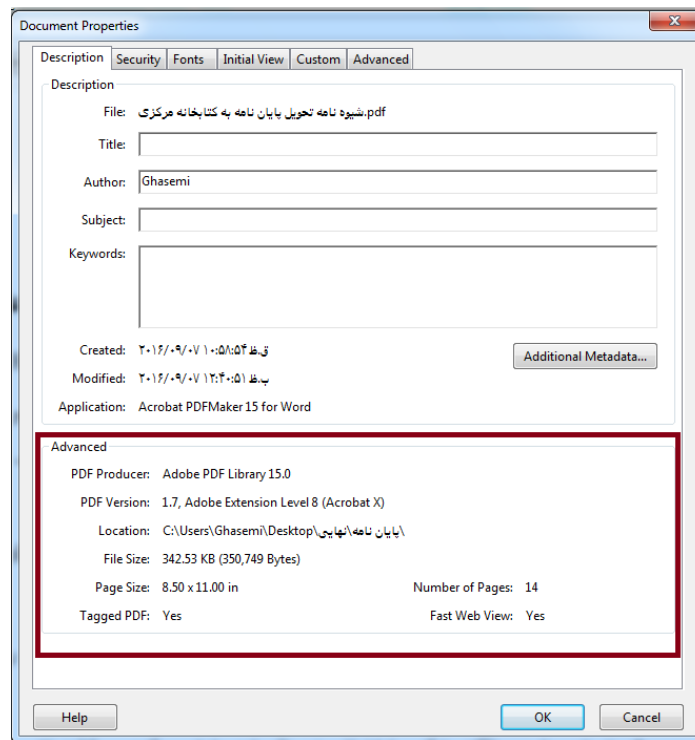 Document Properties
Description Security Fonts Initial View Custom Advanced
Description
File: شیوه نامه تحویل پایان نامه به کتابخانه مرکزی.pdf
Title:
Author: Ghasemi
Subject:
Keywords:
Created: ۲۰۱۶/۰۹/۰۷ ۱۰:۵۸:۵۴ ق.ظ
Additional Metadata...
Modified: ۲۰۱۶/۰۹/۰۷ ۱۲:۴۰:۵۱ ب.ظ
Application: Acrobat PDFMaker 15 for Word
Advanced
PDF Producer: Adobe PDF Library 15.0
PDF Version: 1.7, Adobe Extension Level 8 (Acrobat X)
Location: C:\Users\Ghasemi\Desktop\پایان نامه\نهایی\
File Size: 342.53 KB (350,749 Bytes)
Page Size: 8.50 x 11.00 in Number of Pages: 14
Tagged PDF: Yes Fast Web View: Yes
Help OK Cancel